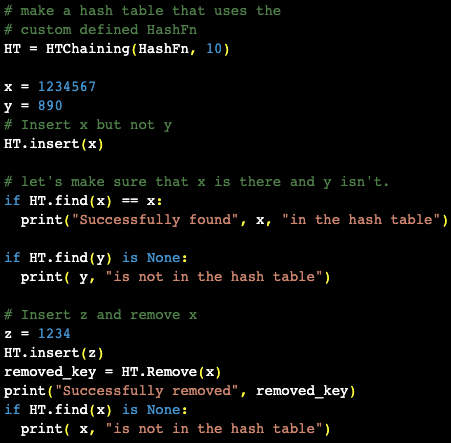 # make a hash table that uses the
# custom defined HashFn
HT = HTChaining(HashFn, 10)
x = 1234567
y = 890
# Insert x but not y
HT.insert(x)
# let's make sure that x is there and y isn't.
if HT.find(x) == x:
print("Successfully found", x, "in the hash table")
if HT.find(y) is None:
print( y, "is not in the hash table")
# Insert z and remove x
z = 1234
HT.insert(z)
removed_key = HT.Remove(x)
print("Successfully removed", removed_key)
if HT.find(x) is None:
print( x, "is not in the hash table")